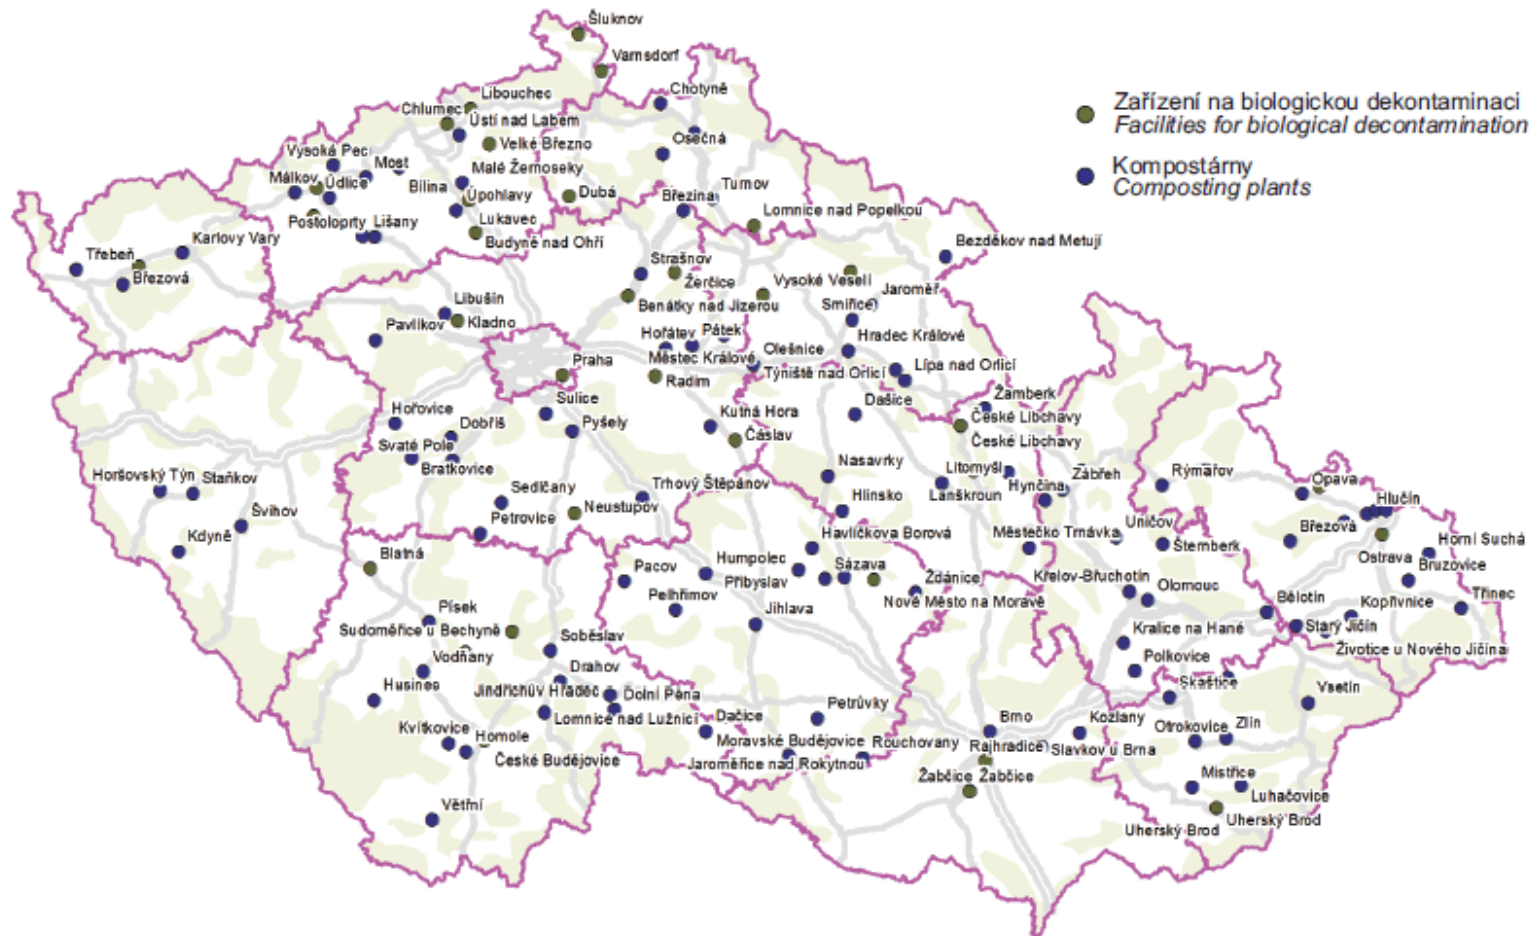 Šluknov
Varnsdorf
Libouchec
Chotyně
Chlumec
Ústí nad Labem
Osečná
Velké Březno
Vysoká Pec
Most
Malé Žernoseky
Málkov
Údlice
Bílina
Úpohlavy
Dubá
Březina
Turnov
Postoloprty
Lišany
Lukavec
Lomnice nad Popelkou
Budyně nad Ohří
Karlovy Vary
Třebeň
Březová
Bezděkov nad Metují
Strašnov
Žerčice
Vysoké Veselí
Jaroměř
Benátky nad Jizerou
Smiřice
Libušín
Kladno
Pavlíkov
Hořátev
Pátek
Hradec Králové
Městec Králové
Olešnice
Praha
Radim
Týniště nad Orlicí
Lípa nad Orlicí
Sulice
Kutná Hora
Dašice
Žamberk
Hořovice
Dobříš
Pyšely
Čáslav
České Libchavy
České Libchavy
Svaté Pole
Bratkovice
Nasavrky
Litomyšl
Zábřeh
Rýmařov
Horšovský Týn
Staňkov
Sedlčany
Trhový Štěpánov
Lanškroun
Hynčina
Opava
Neustupov
Hlinsko
Hlučín
Švihov
Petrovice
Havlíčkova Borová
Městečko Trnávka
Uničov
Březová
Kdyně
Šternberk
Horní Suchá
Blatná
Humpolec
Sázava
Ostrava
Bruzovice
Pacov
Přibyslav
Ždánice
Křelov-Břuchotín
Olomouc
Pelhřimov
Nové Město na Moravě
Bělotín
Kopřivnice
Třinec
Písek
Jihlava
Starý Jičín
Sudoměřice u Bechyně
Soběslav
Kralice na Hané
Životice u Nového Jičína
Vodňany
Drahov
Polkovice
Husinec
Jindřichův Hradec
Dolní Pěna
Skaštice
Vsetín
Lomnice nad Lužnicí
Dačice
Petrůvky
Brno
Kozlany
Otrokovice
Zlín
Kvítkovice
Homole
Moravské Budějovice
Rouchovany
Rajhradice
Slavkov u Brna
České Budějovice
Jaroměřice nad Rokytnou
Žabčice
Žabčice
Mistřice
Luhačovice
Větřní
Uherský Brod
Uherský Brod
Zařízení na biologickou dekontaminaci
Facilities for biological decontamination
Kompostárny
Composting plants